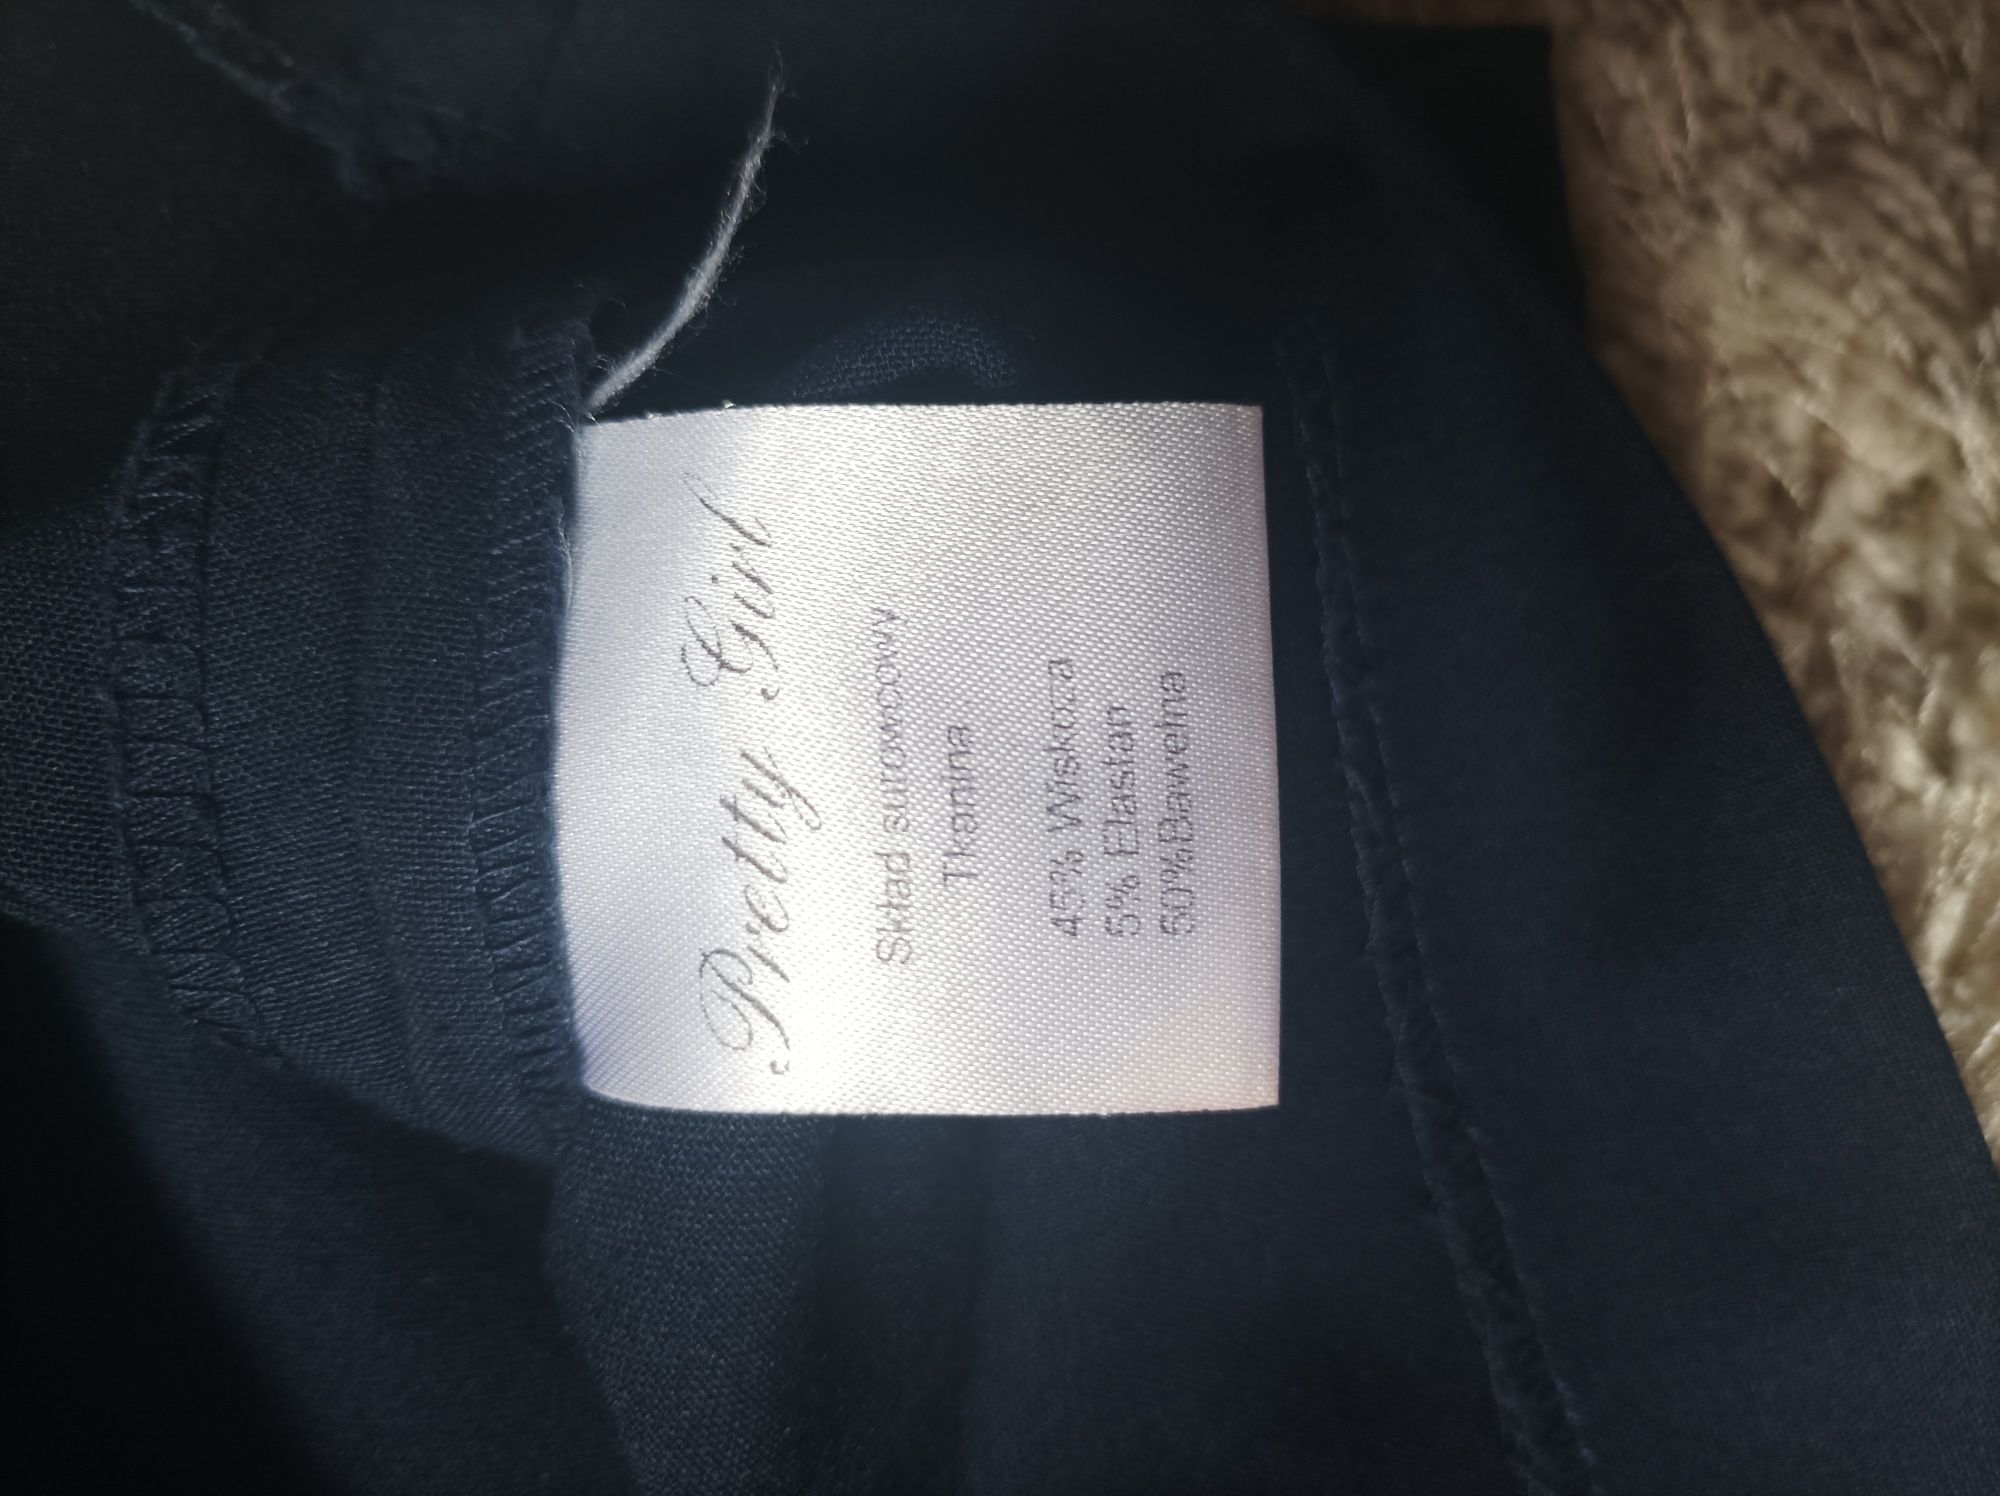 Pretty Girl
Skład surowcowy
Tkanina
45% Wiskoza
5% Elastan
50%Bawełna